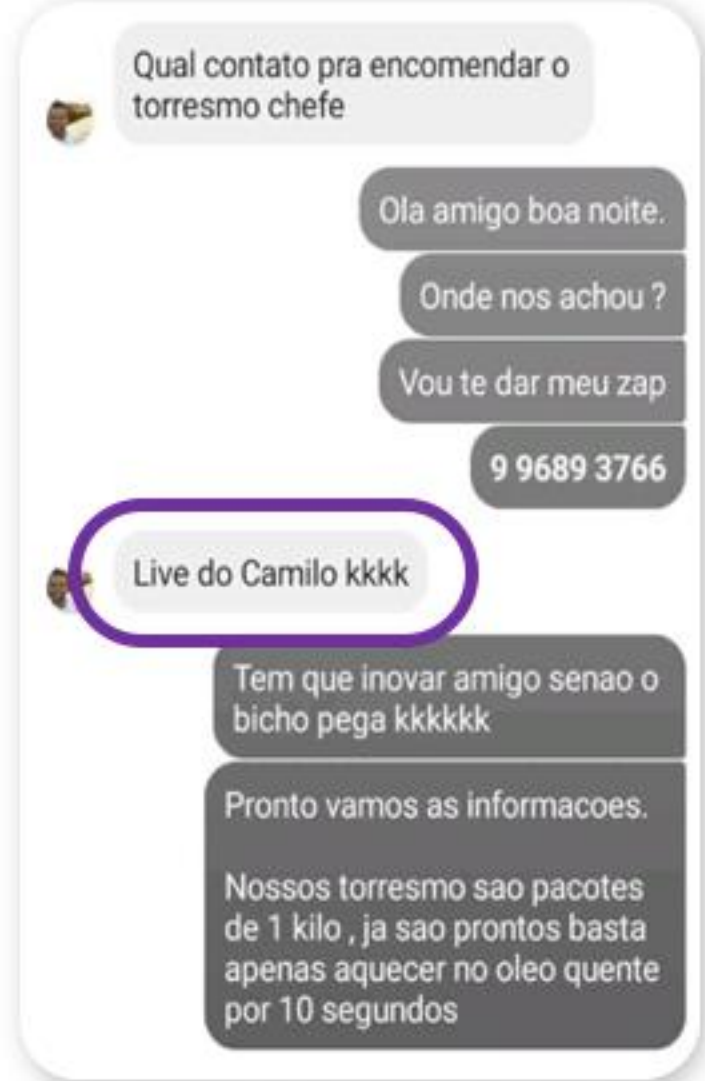 Qual contato pra encomendar o
torresmo chefe
Ola amigo boa noite.
Onde nos achou ?
Vou te dar meu zap
9 9689 3766
Live do Camilo kkkk
Tem que inovar amigo senao o
bicho pega kkkkkk
Pronto vamos as informacoes.
Nossos torresmo sao pacotes
de 1 kilo , ja sao prontos basta
apenas aquecer no oleo quente
por 10 segundos